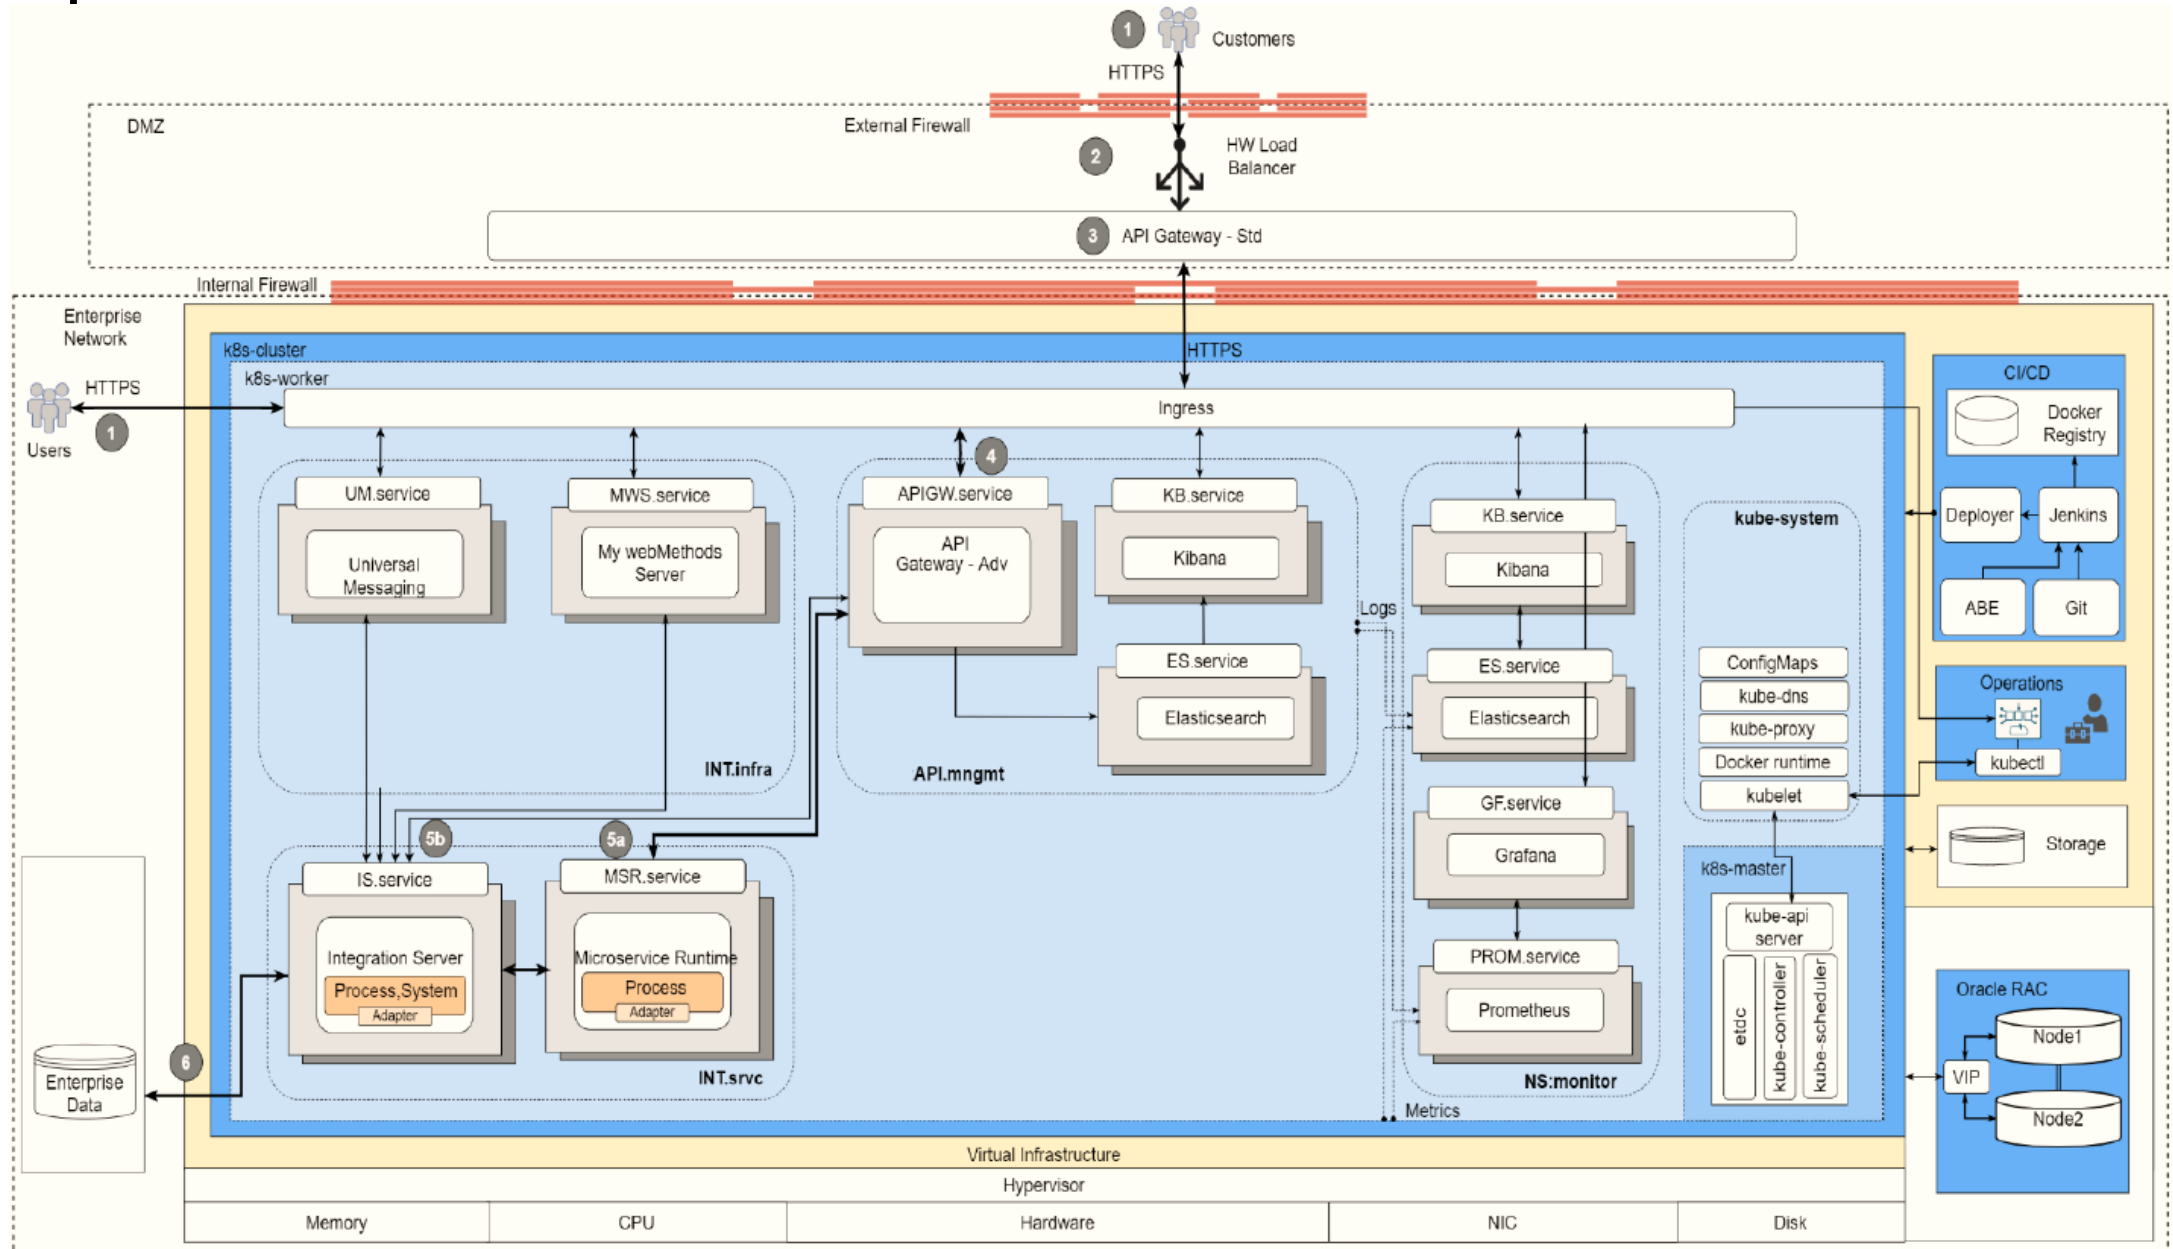 1
Customers
HTTPS
DMZ
External Firewall
2
HW Load
Balancer
3
API Gateway - Std
Internal Firewall
Enterprise
Network
k8s-cluster
HTTPS
k8s-worker
HTTPS
1
Users
Ingress
4
UM.service
Universal
Messaging
MWS.service
My webMethods
Server
INT.infra
APIGW.service
API
Gateway - Adv
KB.service
Kibana
ES.service
Elasticsearch
API.mngmt
Logs
KB.service
Kibana
ES.service
Elasticsearch
GF.service
Grafana
PROM.service
Prometheus
NS:monitor
Metrics
kube-system
ConfigMaps
kube-dns
kube-proxy
Docker runtime
kubelet
k8s-master
kube-api
server
etdc
kube-controller
kube-scheduler
5b
5a
IS.service
Integration Server
Process,System
Adapter
MSR.service
Microservice Runtime
Process
Adapter
INT.srvc
6
Enterprise
Data
CI/CD
Docker
Registry
Deployer
Jenkins
ABE
Git
Operations
kubectl
Storage
Oracle RAC
Node1
VIP
Node2
Virtual Infrastructure
Hypervisor
Memory
CPU
Hardware
NIC
Disk